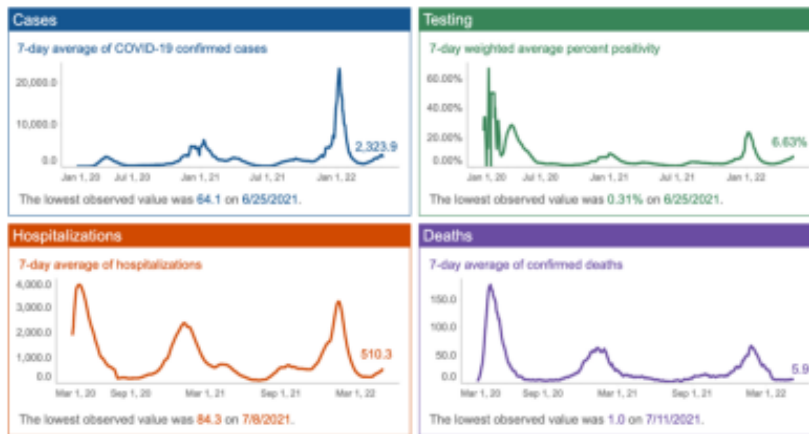 Cases
7-day average of COVID-19 confirmed cases
20,000.0
10,000.0
0.0
2,323.9
Jan 1, 20 Jul 1, 20 Jan 1, 21 Jul 1, 21 Jan 1, 22
The lowest observed value was 64.1 on 6/25/2021.
Testing
7-day weighted average percent positivity
60.00%
40.00%
20.00%
0.00%
6.63%
Jan 1, 20 Jul 1, 20 Jan 1, 21 Jul 1, 21 Jan 1, 22
The lowest observed value was 0.31% on 6/25/2021.
Hospitalizations
7-day average of hospitalizations
4,000.0
3,000.0
2,000.0
1,000.0
0.0
510.3
Mar 1, 20 Sep 1, 20 Mar 1, 21 Sep 1, 21 Mar 1, 22
The lowest observed value was 84.3 on 7/8/2021.
Deaths
7-day average of confirmed deaths
150.0
100.0
50.0
0.0
5.9
Mar 1, 20 Sep 1, 20 Mar 1, 21 Sep 1, 21 Mar 1, 22
The lowest observed value was 1.0 on 7/11/2021.